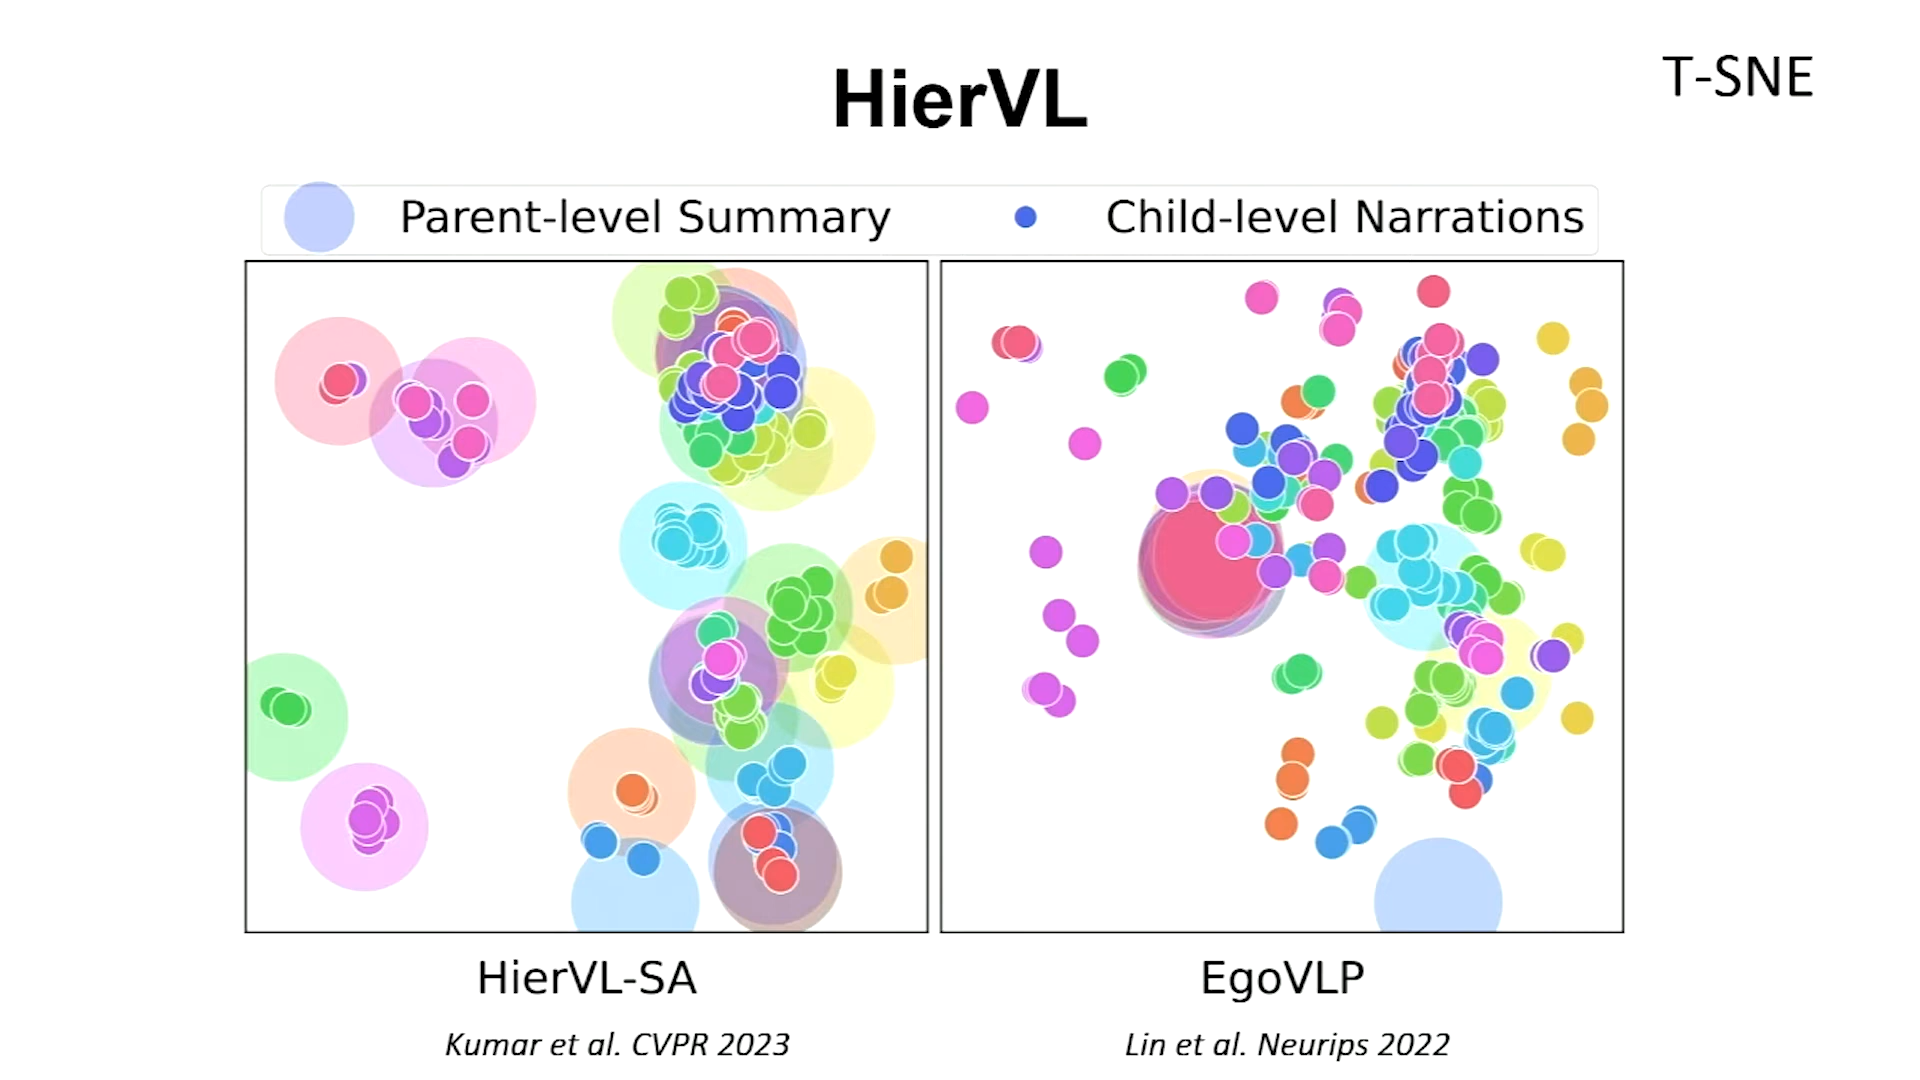 HierVL
T-SNE
Parent-level Summary
Child-level Narrations
HierVL-SA
EgoVLP
Kumar et al. CVPR 2023
Lin et al. Neurips 2022